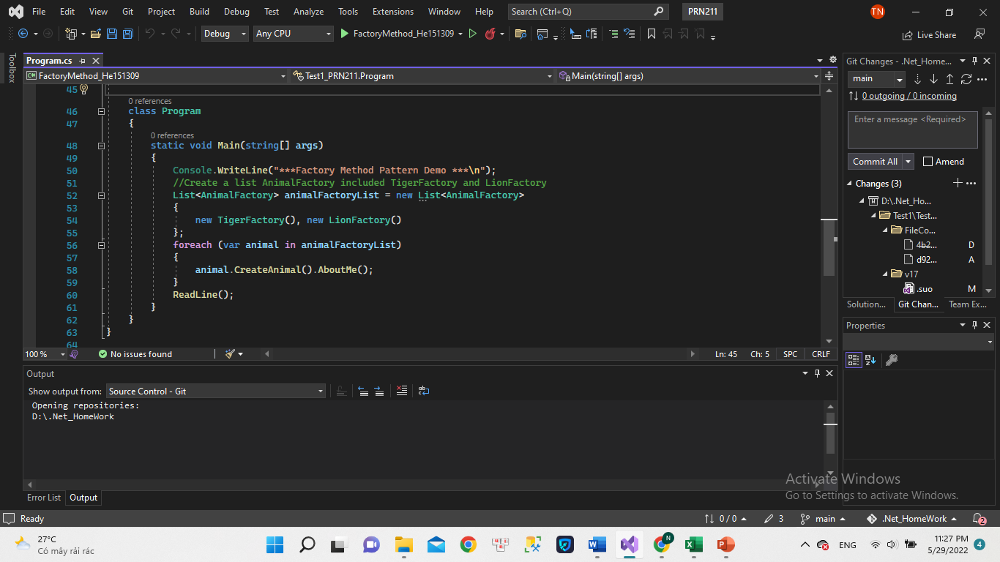 File Edit View Git Project Build Debug Test Analyze Tools Extensions Window Help Search (Ctrl+Q) PRN211 TN
Debug Any CPU FactoryMethod_He151309 Live Share
Toolbox
Program.cs
FactoryMethod_He151309 Test1_PRN211.Program Main(string[] args)
45
0 references
46 class Program
47 {
0 references
48 static void Main(string[] args)
49 {
50 Console.WriteLine("***Factory Method Pattern Demo ***\n");
51 //Create a list AnimalFactory included TigerFactory and LionFactory
52 List<AnimalFactory> animalFactoryList = new List<AnimalFactory>
53 {
54 new TigerFactory(), new LionFactory()
55 };
56 foreach (var animal in animalFactoryList)
57 {
58 animal.CreateAnimal().AboutMe();
59 }
60 ReadLine();
61 }
62 }
63 }
64
100 % No issues found Ln: 45 Ch: 5 SPC CRLF
Output
Show output from: Source Control - Git
Opening repositories:
D:\.Net_HomeWork
Error List Output
Git Changes - .Net_Home...
main
0 outgoing / 0 incoming
Enter a message <Required>
Commit All Amend
Changes (3)
D:\.Net_Ho...
Test1\Test...
FileCo...
4b2... D
d92... A
v17
.suo M
Solution... Git Chan... Team Ex...
Properties
Activate Windows
Go to Settings to activate Windows.
Ready 0 / 0 3 main .Net_HomeWork 2
27°C
Có mây rải rác
N
ENG
11:27 PM
5/29/2022
4